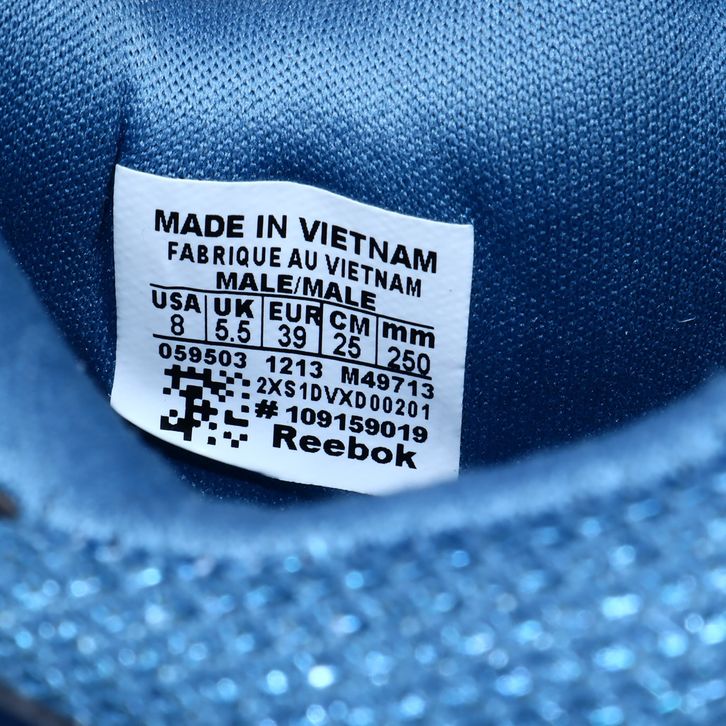 MADE IN VIETNAM
FABRIQUE AU VIETNAM
MALE/MALE
USA UK EUR CM mm
8 5.5 39 25 250
059503 1213 M49713
2XS1DVXD00201
# 109159019
Reebok